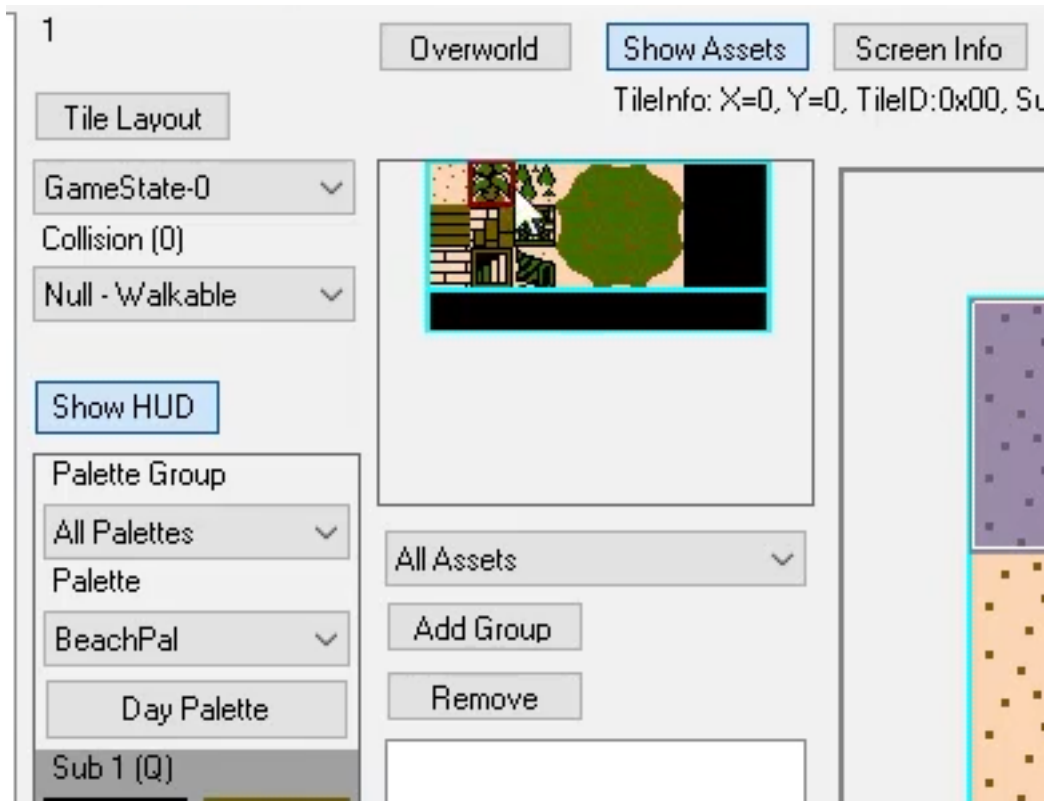 1
Overworld
Show Assets
Screen Info
TileInfo: X=0, Y=0, TileID:0x00, Su
Tile Layout
GameState-0
Collision (0)
Null - Walkable
Show HUD
Palette Group
All Palettes
Palette
BeachPal
Day Palette
Sub 1 (Q)
All Assets
Add Group
Remove